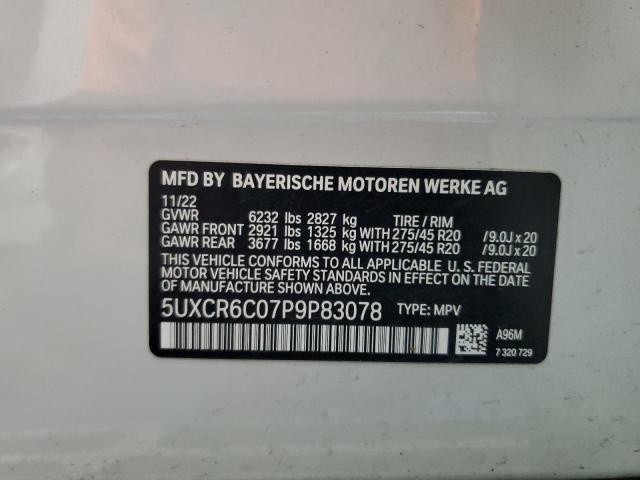 MFD BY BAYERISCHE MOTOREN WERKE AG
11/22
GVWR 6232 lbs 2827 kg TIRE / RIM
GAWR FRONT 2921 lbs 1325 kg WITH 275/45 R20 /9.0J x 20
GAWR REAR 3677 lbs 1668 kg WITH 275/45 R20 /9.0J x 20
THIS VEHICLE CONFORMS TO ALL APPLICABLE U. S. FEDERAL
MOTOR VEHICLE SAFETY STANDARDS IN EFFECT ON THE DATE
OF MANUFACTURE SHOWN ABOVE.
5UXCR6C07P9P83078 TYPE: MPV
A96M
7 320 729